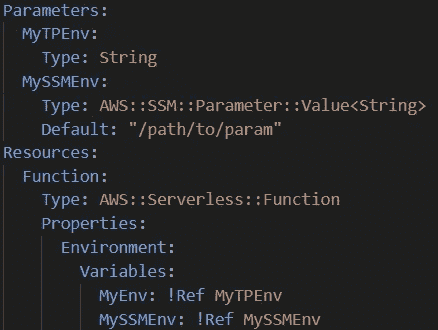 Parameters:
  MyTPEnv:
    Type: String
  MySSMEnv:
    Type: AWS::SSM::Parameter::Value<String>
    Default: "/path/to/param"
Resources:
  Function:
    Type: AWS::Serverless::Function
    Properties:
      Environment:
        Variables:
          MyEnv: !Ref MyTPEnv
          MySSMEnv: !Ref MySSMEnv